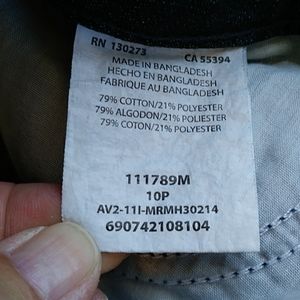 RN 130273 CA 55394
MADE IN BANGLADESH
HECHO EN BANGLADESH
FABRIQUE AU BANGLADESH
79% COTTON/21% POLYESTER
79% ALGODON/21% POLIESTER
79% COTON/21% POLYESTER
111789M
10P
AV2-11I-MRMH30214
690742108104